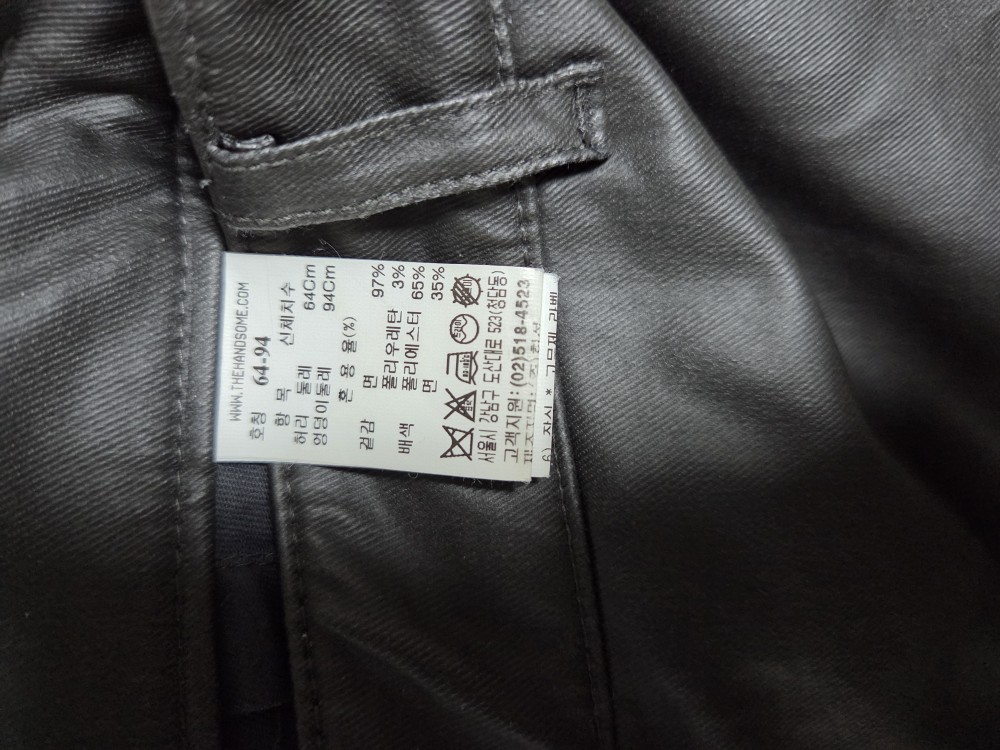 WWW.THEHANDSOME.COM
호칭 64-94
항 목 신체치수
허리 둘레 64Cm
엉덩이둘레 94Cm
혼 용 율(%)
겉감 면 97%
폴리우레탄 3%
배색 폴리에스터 65%
면 35%
서울시 강남구 도산대로 523(청담동)
고객지원:(02)518-4523